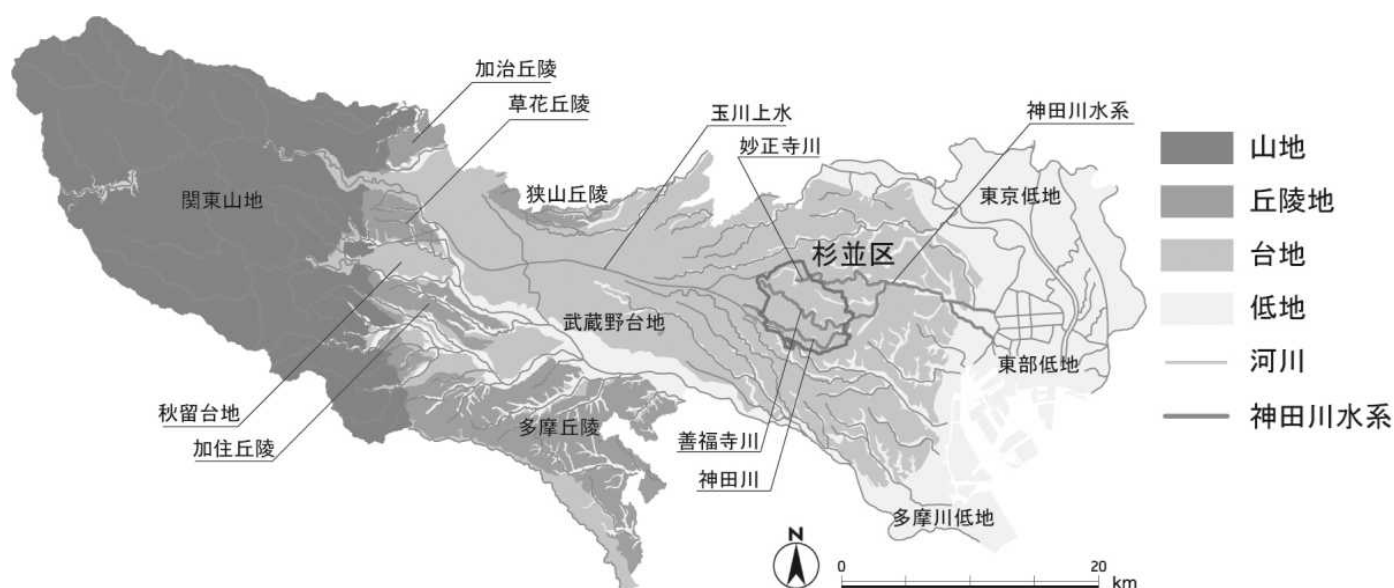 加治丘陵
草花丘陵
玉川上水
神田川水系
妙正寺川
関東山地
狭山丘陵
東京低地
杉並区
武蔵野台地
東部低地
秋留台地
加住丘陵
多摩丘陵
善福寺川
神田川
多摩川低地
山地
丘陵地
台地
低地
河川
神田川水系
N
0 20
km